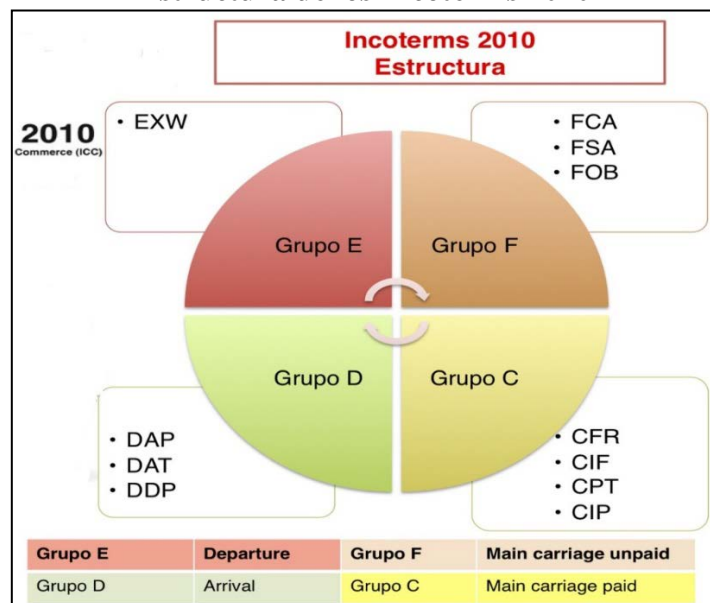 Incoterms 2010
Estructura
2010
Commerce (ICC)
• EXW
• FCA
• FSA
• FOB
Grupo E
Grupo F
Grupo D
Grupo C
• DAP
• DAT
• DDP
• CFR
• CIF
• CPT
• CIP
Grupo E Departure Grupo F Main carriage unpaid
Grupo D Arrival Grupo C Main carriage paid